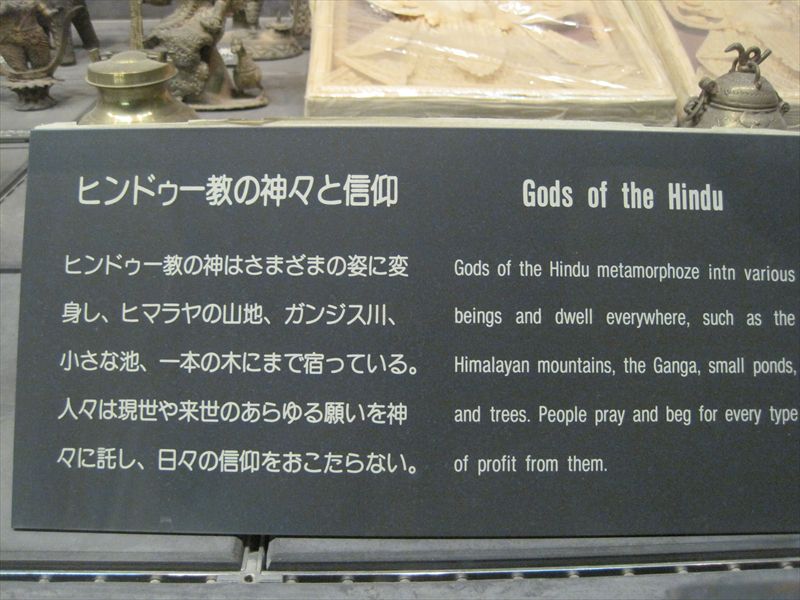 ヒンドゥー教の神々と信仰
ヒンドゥー教の神はさまざまの姿に変
身し、ヒマラヤの山地、ガンジス川、
小さな池、一本の木にまで宿っている。
人々は現世や来世のあらゆる願いを神
々に託し、日々の信仰をおこたらない。
Gods of the Hindu
Gods of the Hindu metamorphoze intn various
beings and dwell everywhere, such as the
Himalayan mountains, the Ganga, small ponds,
and trees. People pray and beg for every type
of profit from them.